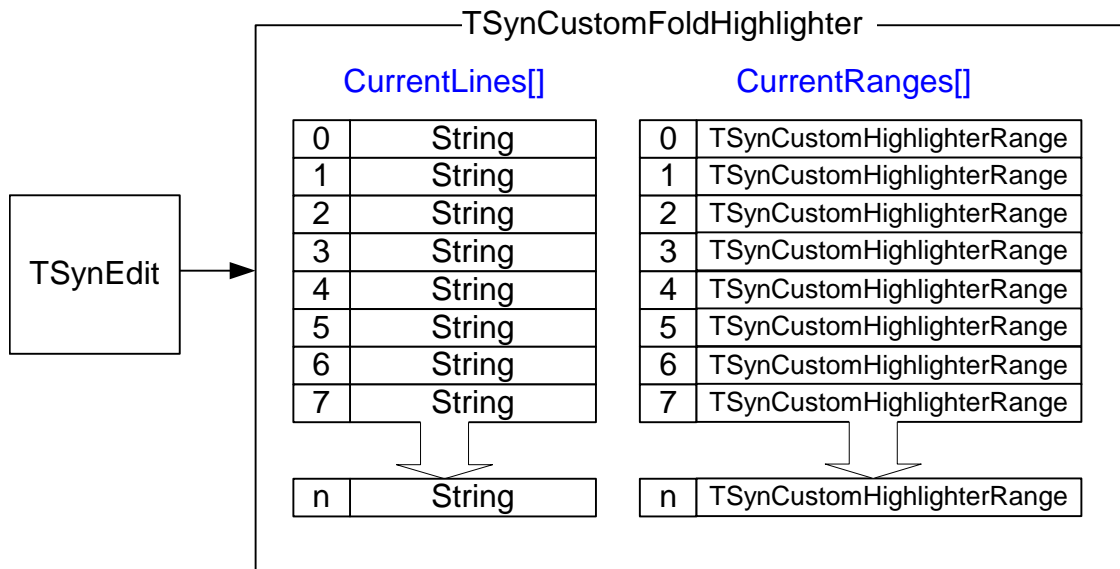 TSynCustomFoldHighlighter
CurrentLines[] CurrentRanges[]
0 String 0 TSynCustomHighlighterRange
1 String 1 TSynCustomHighlighterRange
2 String 2 TSynCustomHighlighterRange
3 String 3 TSynCustomHighlighterRange
TSynEdit
4 String 4 TSynCustomHighlighterRange
5 String 5 TSynCustomHighlighterRange
6 String 6 TSynCustomHighlighterRange
7 String 7 TSynCustomHighlighterRange
n String n TSynCustomHighlighterRange